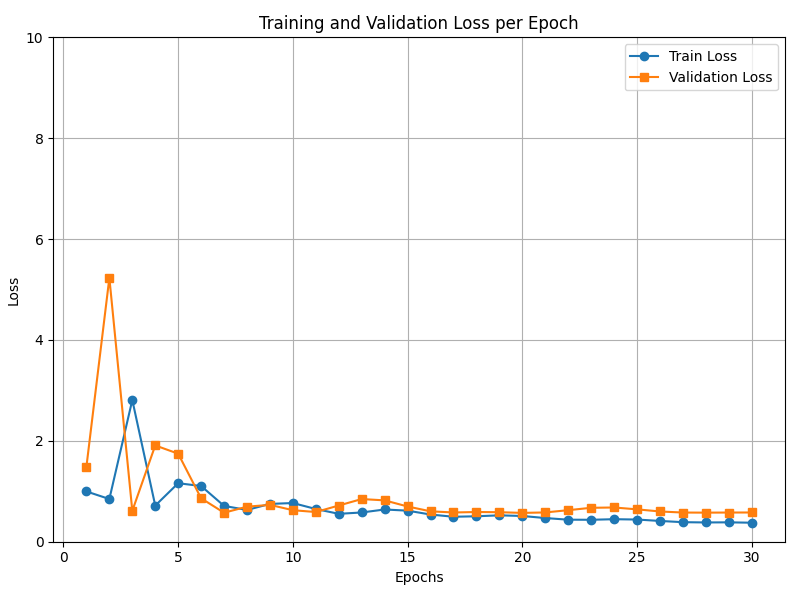 Training and Validation Loss per Epoch
10
8
6
4
2
0
Loss
Train Loss
Validation Loss
0 5 10 15 20 25 30
Epochs